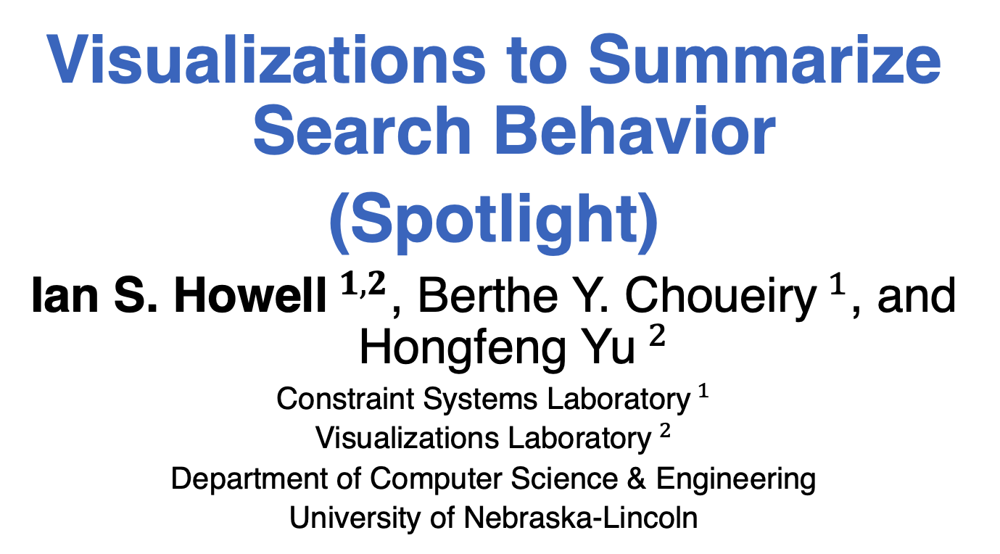 Visualizations to Summarize
Search Behavior
(Spotlight)
Ian S. Howell 1,2, Berthe Y. Choueiry 1, and
Hongfeng Yu 2
Constraint Systems Laboratory 1
Visualizations Laboratory 2
Department of Computer Science & Engineering
University of Nebraska-Lincoln